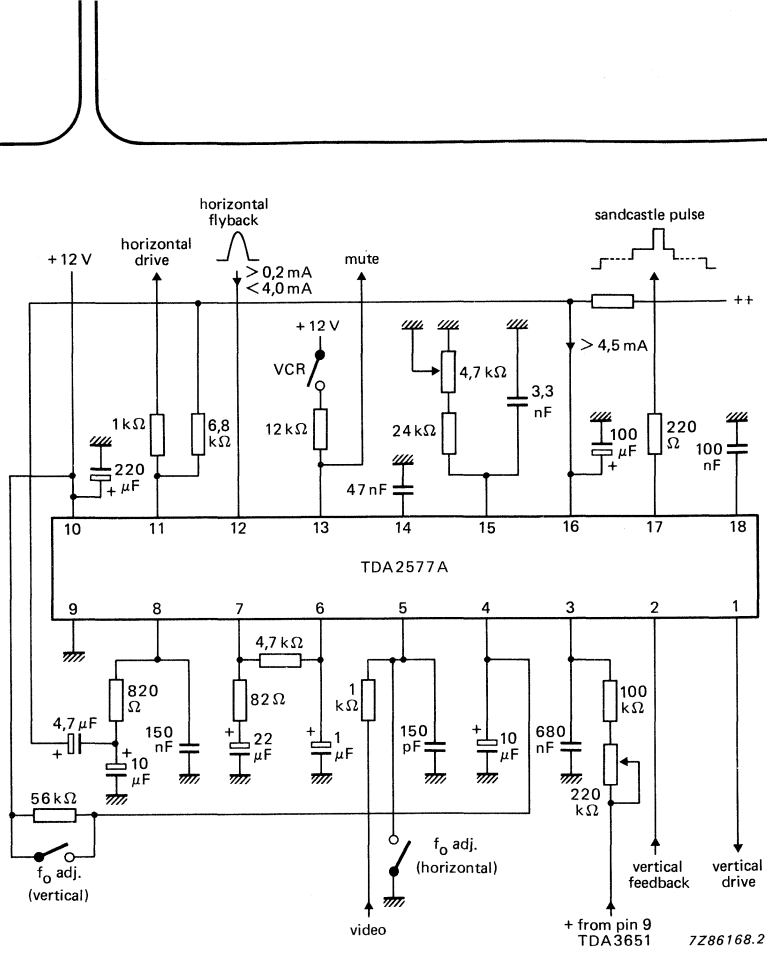 horizontal
flyback
sandcastle pulse
+12 V
horizontal
drive
> 0,2 mA
< 4,0 mA
mute
++
+12 V
VCR
> 4,5 mA
1 kΩ
6,8
kΩ
12 kΩ
4,7 kΩ
24 kΩ
3,3
nF
100
µF
+
220
Ω
100
nF
220
µF
+
47 nF
10
11
12
13
14
15
16
17
18
TDA2577A
9
8
7
6
5
4
3
2
1
4,7 kΩ
820
Ω
82 Ω
1
kΩ
100
kΩ
4,7 µF
+
150
nF
+
10
µF
+
22
µF
+
1
µF
150
pF
+
10
µF
680
nF
220
kΩ
56 kΩ
fo adj.
(vertical)
fo adj.
(horizontal)
video
vertical
feedback
vertical
drive
+ from pin 9
TDA3651
7Z86168.2